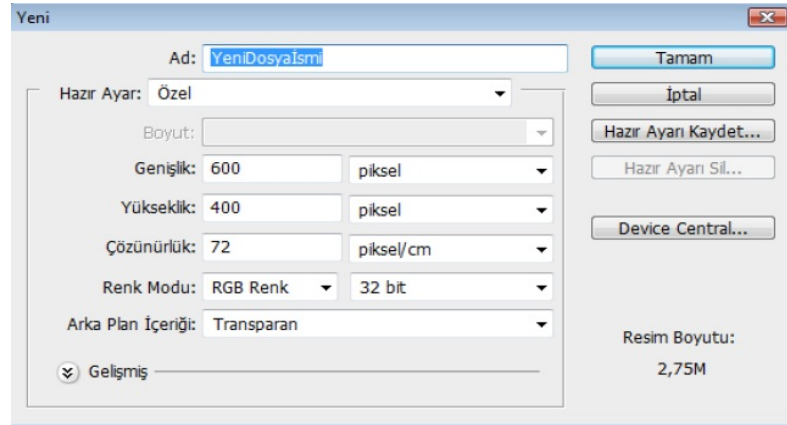 Yeni
Ad: YeniDosyaİsmi
Tamam
Hazır Ayar: Özel
İptal
Boyut:
Hazır Ayarı Kaydet...
Genişlik: 600 piksel
Hazır Ayarı Sil...
Yükseklik: 400 piksel
Device Central...
Çözünürlük: 72 piksel/cm
Renk Modu: RGB Renk 32 bit
Arka Plan İçeriği: Transparan
Resim Boyutu:
2,75M
Gelişmiş